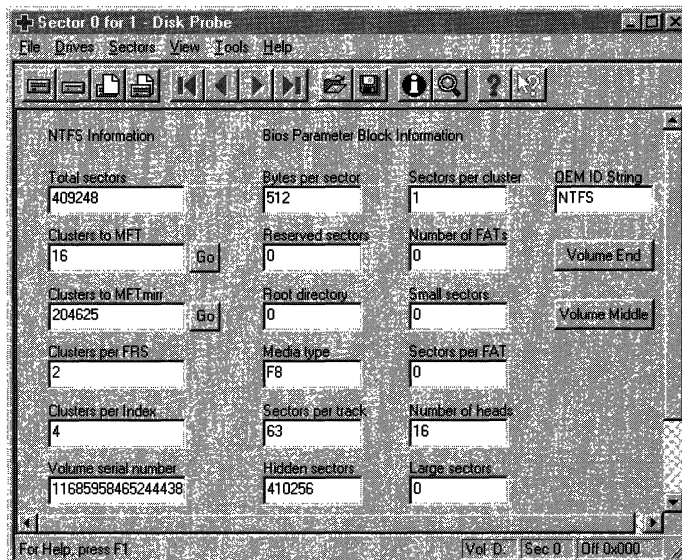 Sector 0 for 1 - Disk Probe
File Drives Sectors View Tools Help
NTFS Information Bios Parameter Block Information
Total sectors Bytes per sector Sectors per cluster OEM ID String
409248 512 1 NTFS
Clusters to MFT Reserved sectors Number of FATs
16 Go 0 0 Volume End
Clusters to MFTmirr Root directory Small sectors
204625 Go 0 0 Volume Middle
Clusters per FRS Media type Sectors per FAT
2 F8 0
Clusters per Index Sectors per track Number of heads
4 63 16
Volume serial number Hidden sectors Large sectors
11685958465244438 410256 0
For Help, press F1 Vol D: Sec 0 Off 0x000